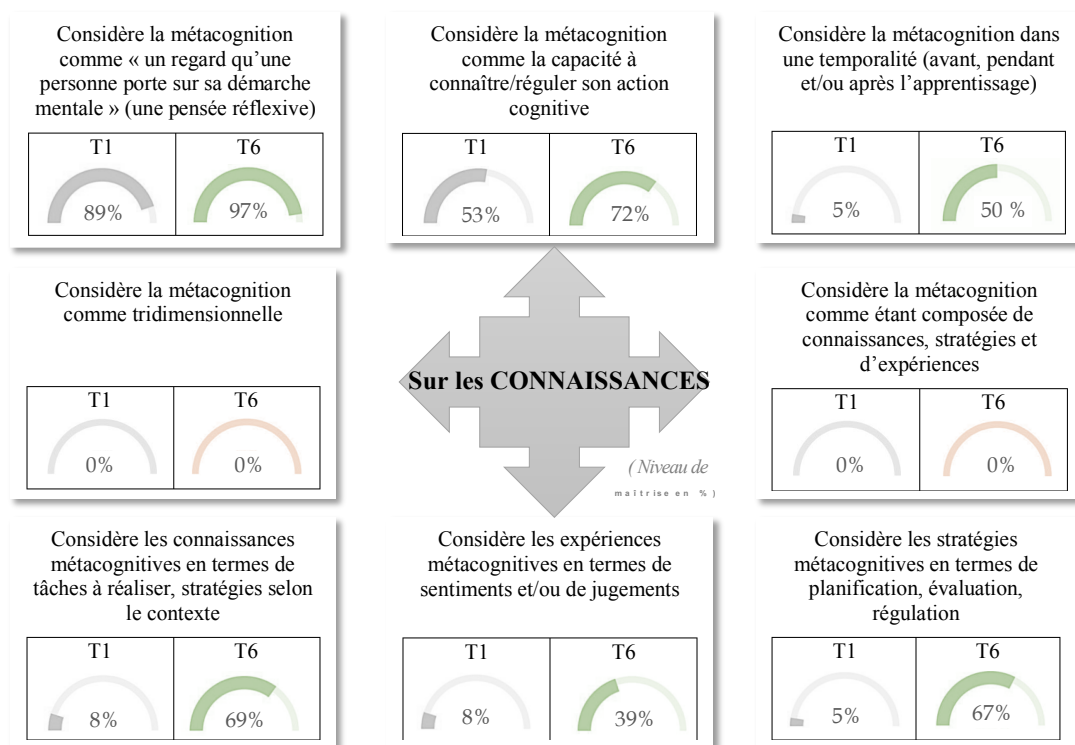 Considère la métacognition
comme « un regard qu’une
personne porte sur sa démarche
mentale » (une pensée réflexive)
T1 T6
89% 97%
Considère la métacognition
comme la capacité à
connaître/réguler son action
cognitive
T1 T6
53% 72%
Considère la métacognition dans
une temporalité (avant, pendant
et/ou après l’apprentissage)
T1 T6
5% 50 %
Considère la métacognition
comme tridimensionnelle
T1 T6
0% 0%
Sur les CONNAISSANCES
( Niveau de
maîtrise en %)
Considère la métacognition
comme étant composée de
connaissances, stratégies et
d’expériences
T1 T6
0% 0%
Considère les connaissances
métacognitives en termes de
tâches à réaliser, stratégies selon
le contexte
T1 T6
8% 69%
Considère les expériences
métacognitives en termes de
sentiments et/ou de jugements
T1 T6
8% 39%
Considère les stratégies
métacognitives en termes de
planification, évaluation,
régulation
T1 T6
5% 67%